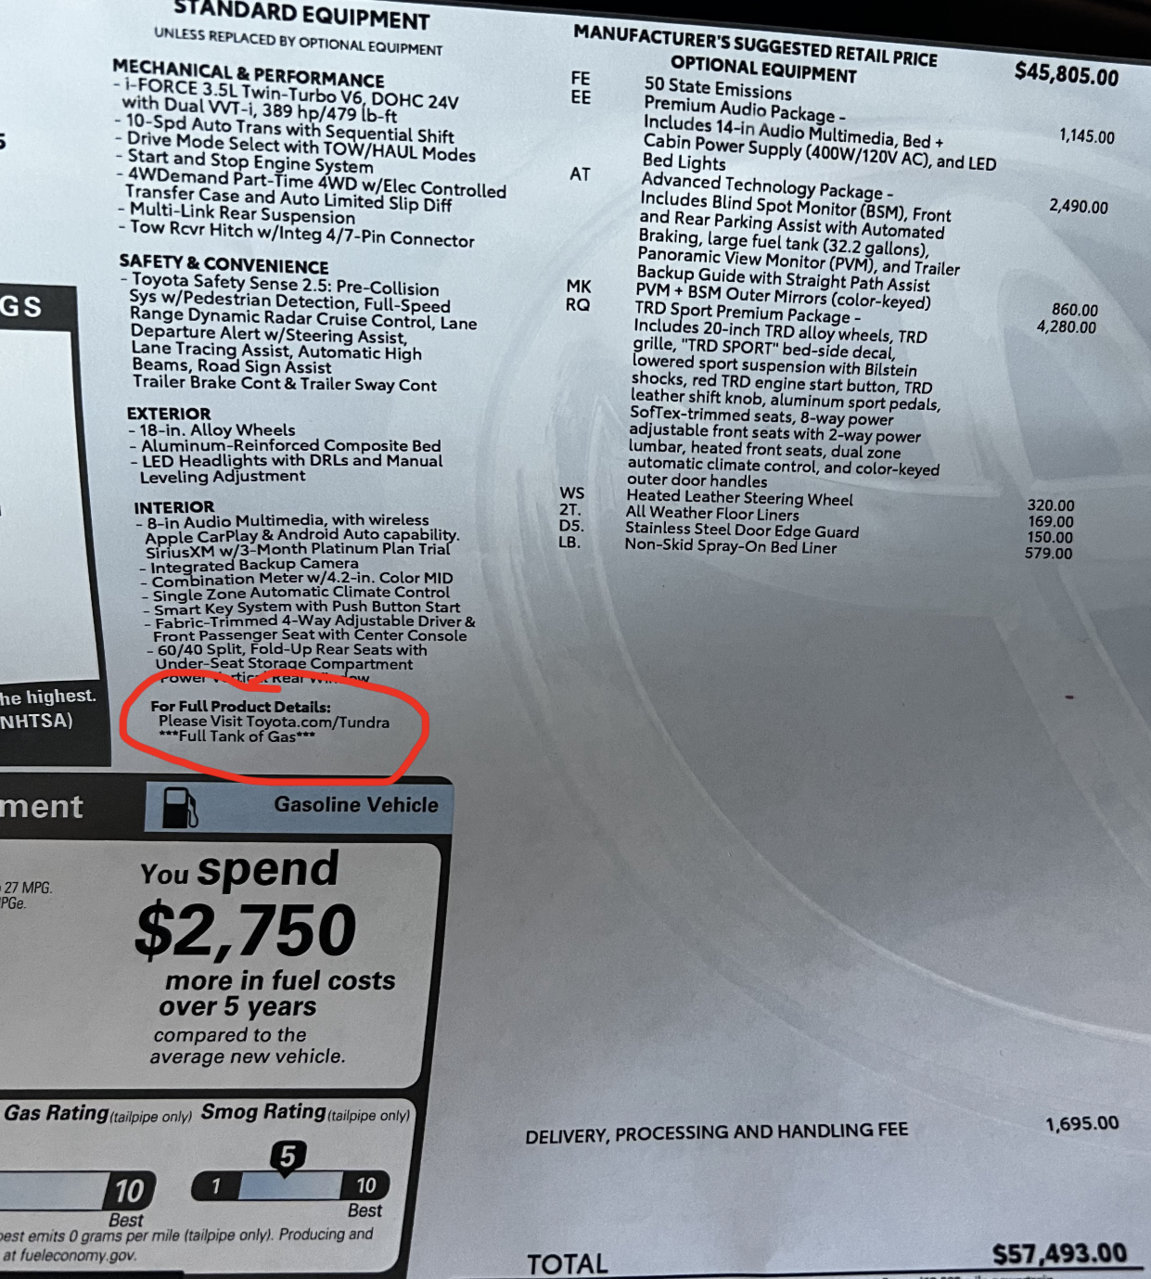 STANDARD EQUIPMENT
UNLESS REPLACED BY OPTIONAL EQUIPMENT
MECHANICAL & PERFORMANCE
- i-FORCE 3.5L Twin-Turbo V6, DOHC 24V
with Dual VVT-i, 389 hp/479 lb-ft
- 10-Spd Auto Trans with Sequential Shift
- Drive Mode Select with TOW/HAUL Modes
- Start and Stop Engine System
- 4WDemand Part-Time 4WD w/Elec Controlled
Transfer Case and Auto Limited Slip Diff
- Multi-Link Rear Suspension
- Tow Rcvr Hitch w/Integ 4/7-Pin Connector
SAFETY & CONVENIENCE
- Toyota Safety Sense 2.5: Pre-Collision
Sys w/Pedestrian Detection, Full-Speed
Range Dynamic Radar Cruise Control, Lane
Departure Alert w/Steering Assist,
Lane Tracing Assist, Automatic High
Beams, Road Sign Assist
Trailer Brake Cont & Trailer Sway Cont
EXTERIOR
- 18-in. Alloy Wheels
- Aluminum-Reinforced Composite Bed
- LED Headlights with DRLs and Manual
Leveling Adjustment
INTERIOR
- 8-in Audio Multimedia, with wireless
Apple CarPlay & Android Auto capability.
SiriusXM w/3-Month Platinum Plan Trial
- Integrated Backup Camera
- Combination Meter w/4.2-in. Color MID
- Single Zone Automatic Climate Control
- Smart Key System with Push Button Start
- Fabric-Trimmed 4-Way Adjustable Driver &
Front Passenger Seat with Center Console
- 60/40 Split, Fold-Up Rear Seats with
Under-Seat Storage Compartment
Power Vertical Rear Window
For Full Product Details:
Please Visit Toyota.com/Tundra
***Full Tank of Gas***
MANUFACTURER'S SUGGESTED RETAIL PRICE $45,805.00
OPTIONAL EQUIPMENT
FE 50 State Emissions
EE Premium Audio Package - 1,145.00
Includes 14-in Audio Multimedia, Bed +
Cabin Power Supply (400W/120V AC), and LED
Bed Lights
AT Advanced Technology Package - 2,490.00
Includes Blind Spot Monitor (BSM), Front
and Rear Parking Assist with Automated
Braking, large fuel tank (32.2 gallons),
Panoramic View Monitor (PVM), and Trailer
Backup Guide with Straight Path Assist
MK PVM + BSM Outer Mirrors (color-keyed) 860.00
RQ TRD Sport Premium Package - 4,280.00
Includes 20-inch TRD alloy wheels, TRD
grille, "TRD SPORT" bed-side decal,
lowered sport suspension with Bilstein
shocks, red TRD engine start button, TRD
leather shift knob, aluminum sport pedals,
SofTex-trimmed seats, 8-way power
adjustable front seats with 2-way power
lumbar, heated front seats, dual zone
automatic climate control, and color-keyed
outer door handles
WS Heated Leather Steering Wheel 320.00
2T. All Weather Floor Liners 169.00
D5. Stainless Steel Door Edge Guard 150.00
LB. Non-Skid Spray-On Bed Liner 579.00
DELIVERY, PROCESSING AND HANDLING FEE 1,695.00
TOTAL $57,493.00
5
GS
he highest.
NHTSA)
ment
Gasoline Vehicle
27 MPG.
PGe.
You spend
$2,750
more in fuel costs
over 5 years
compared to the
average new vehicle.
Gas Rating (tailpipe only) Smog Rating (tailpipe only)
5
10
1 10
Best
Best
best emits 0 grams per mile (tailpipe only). Producing and
at fueleconomy.gov.